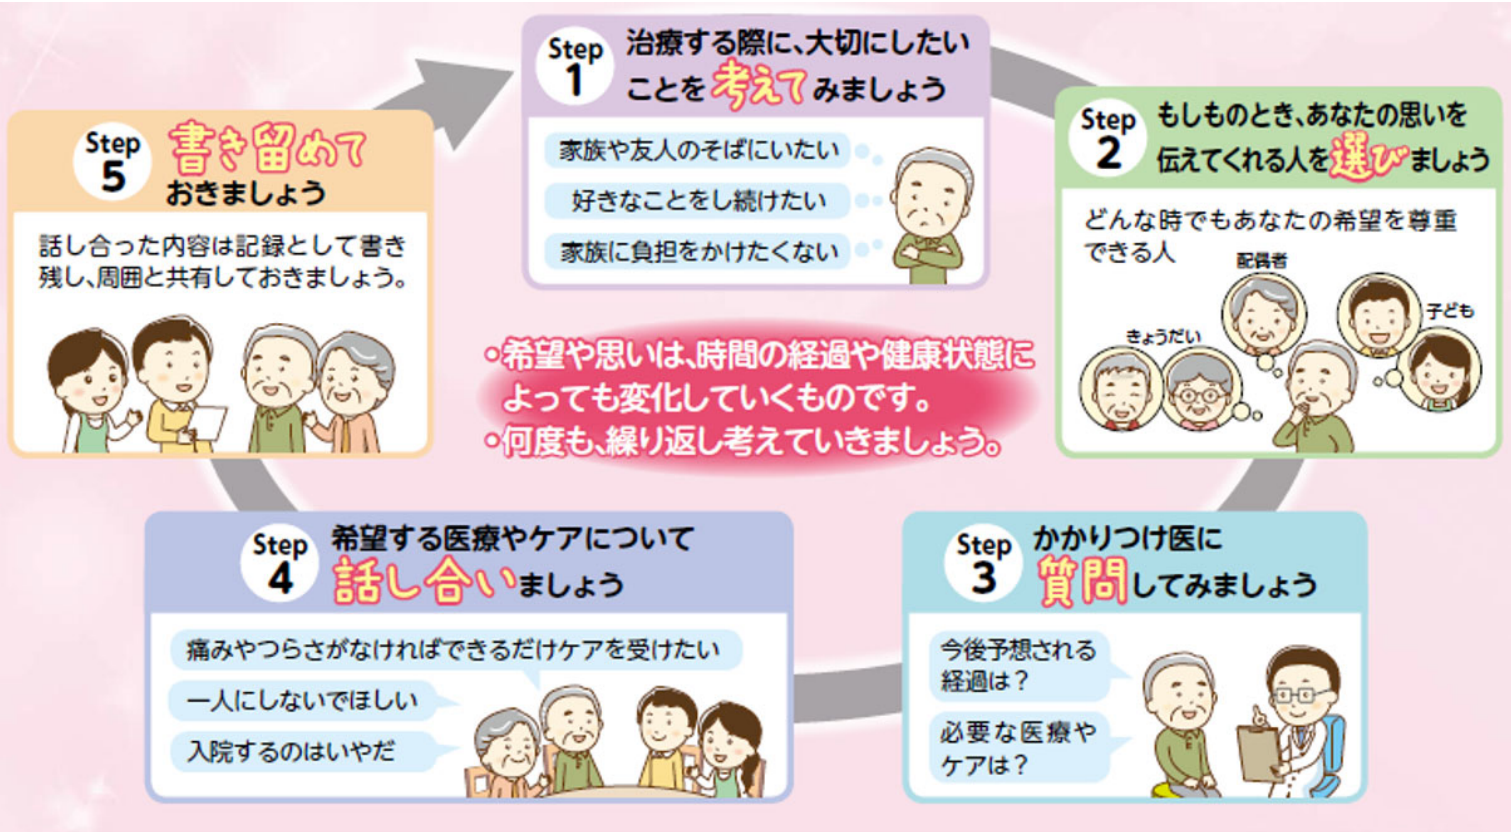 Step
1
治療する際に、大切にしたい
ことを考えてみましょう
家族や友人のそばにいたい
好きなことをし続けたい
家族に負担をかけたくない
Step
2
もしものとき、あなたの思いを
伝えてくれる人を選びましょう
どんな時でもあなたの希望を尊重
できる人
配偶者
子ども
きょうだい
Step
3
かかりつけ医に
質問してみましょう
今後予想される
経過は？
必要な医療や
ケアは？
Step
4
希望する医療やケアについて
話し合いましょう
痛みやつらさがなければできるだけケアを受けたい
一人にしないでほしい
入院するのはいやだ
Step
5
書き留めて
おきましょう
話し合った内容は記録として書き
残し、周囲と共有しておきましょう。
・希望や思いは、時間の経過や健康状態に
よっても変化していくものです。
・何度も、繰り返し考えていきましょう。